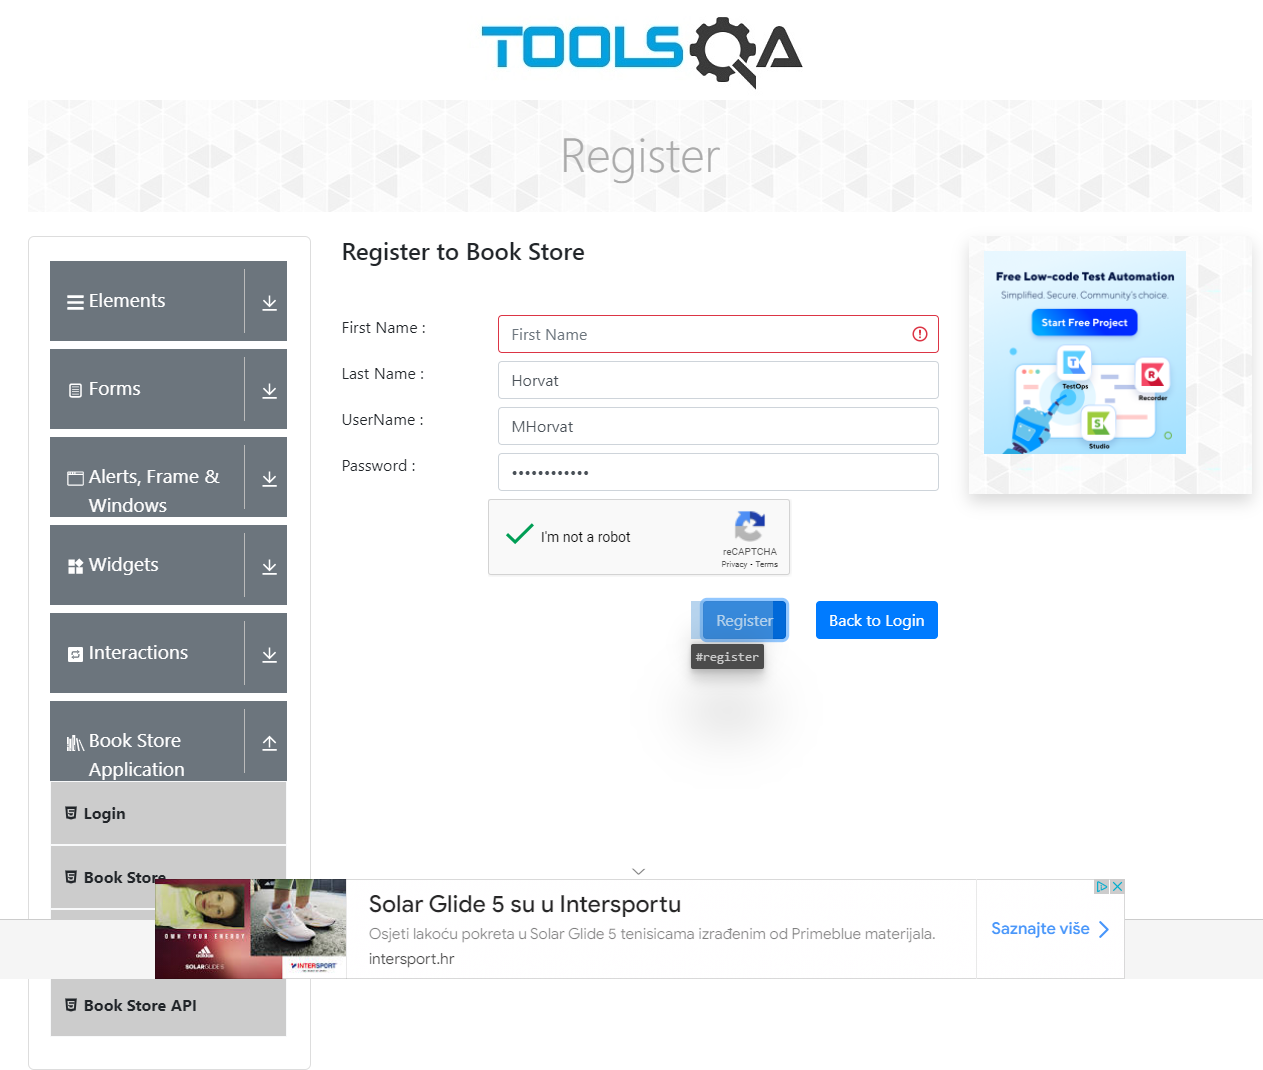 TOOLSQA
Register
Elements
Forms
Alerts, Frame &
Windows
Widgets
Interactions
Book Store
Application
Login
Book Store
Book Store API
Register to Book Store
First Name :
First Name
Last Name :
Horvat
UserName :
MHorvat
Password :
••••••••••••
I'm not a robot
reCAPTCHA
Privacy - Terms
Register
Back to Login
#register
Free Low-code Test Automation
Simplified. Secure. Community's choice.
Start Free Project
TestOps
Recorder
Studio
OWN YOUR ENERGY
adidas
SOLARGLIDE 5
INTERSPORT
Solar Glide 5 su u Intersportu
Osjeti lakoću pokreta u Solar Glide 5 tenisicama izrađenim od Primeblue materijala.
intersport.hr
Saznajte više